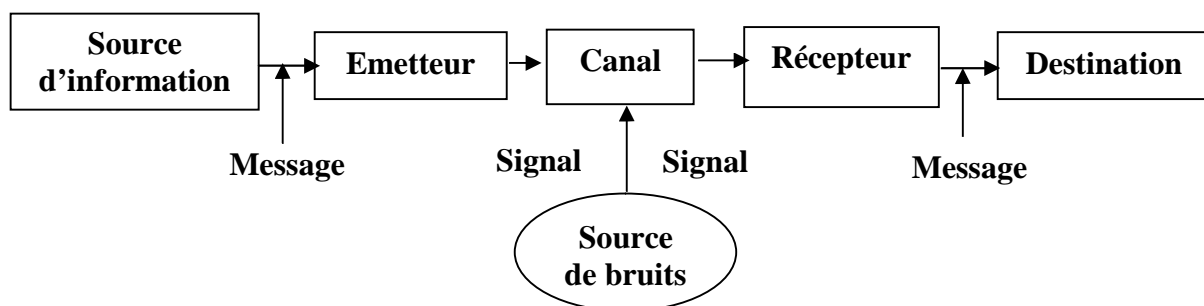 Source
d'information
Emetteur
Canal
Récepteur
Destination
Message
Signal
Signal
Message
Source
de bruits